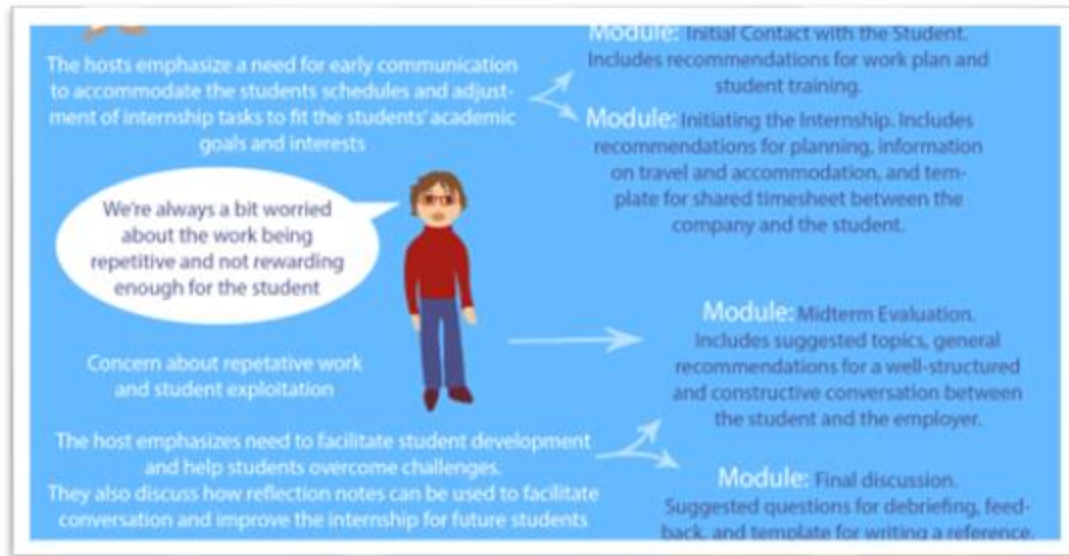 The hosts emphasize a need for early communication
to accommodate the students schedules and adjust-
ment of internship tasks to fit the students' academic
goals and interests
Module: Initial Contact with the Student.
Includes recommendations for work plan and
student training.
Module: Initiating the Internship. Includes
recommendations for planning, information
on travel and accommodation, and tem-
plate for shared timesheet between the
company and the student.
We're always a bit worried
about the work being
repetitive and not rewarding
enough for the student
Concern about repetative work
and student exploitation
Module: Midterm Evaluation.
Includes suggested topics, general
recommendations for a well-structured
and constructive conversation between
the student and the employer.
The host emphasizes need to facilitate student development
and help students overcome challenges.
They also discuss how reflection notes can be used to facilitate
conversation and improve the internship for future students
Module: Final discussion.
Suggested questions for debriefing, feed-
back, and template for writing a reference.